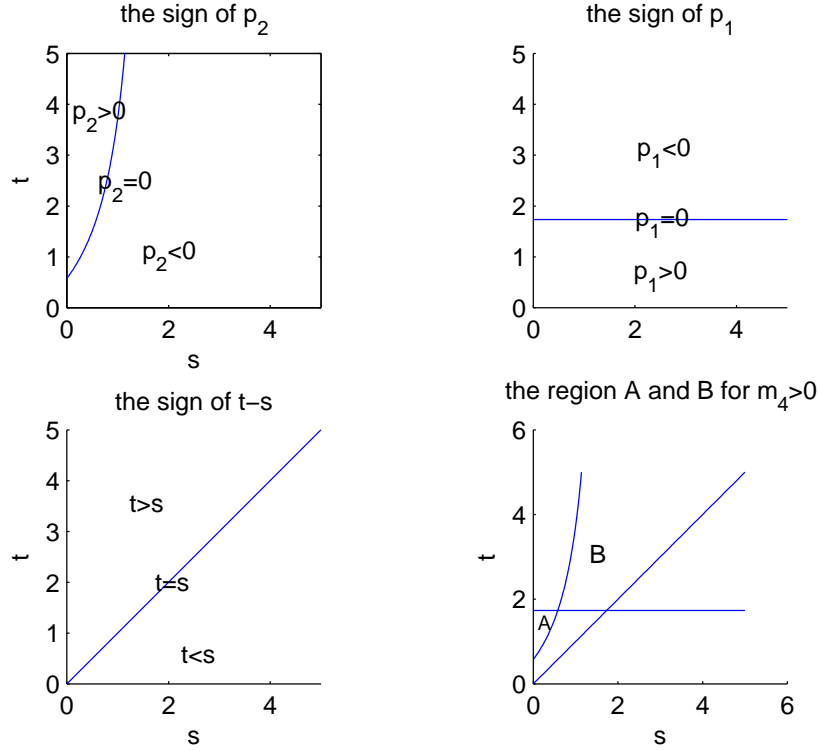 the sign of p₂
5
4
3
2
1
0
0
2
4
t
s
p₂>0
p₂=0
p₂<0
the sign of p₁
5
4
3
2
1
0
0
2
4
p₁<0
p₁=0
p₁>0
the sign of t−s
5
4
3
2
1
0
0
2
4
t
s
t>s
t=s
t<s
the region A and B for m₄>0
6
4
2
0
0
2
4
6
t
s
B
A